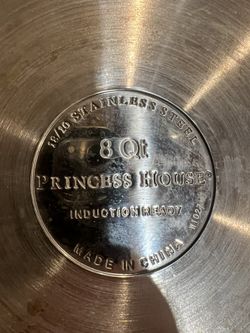 18/10 STAINLESS STEEL
8 Qt
PRINCESS HOUSE®
INDUCTION READY
MADE IN CHINA